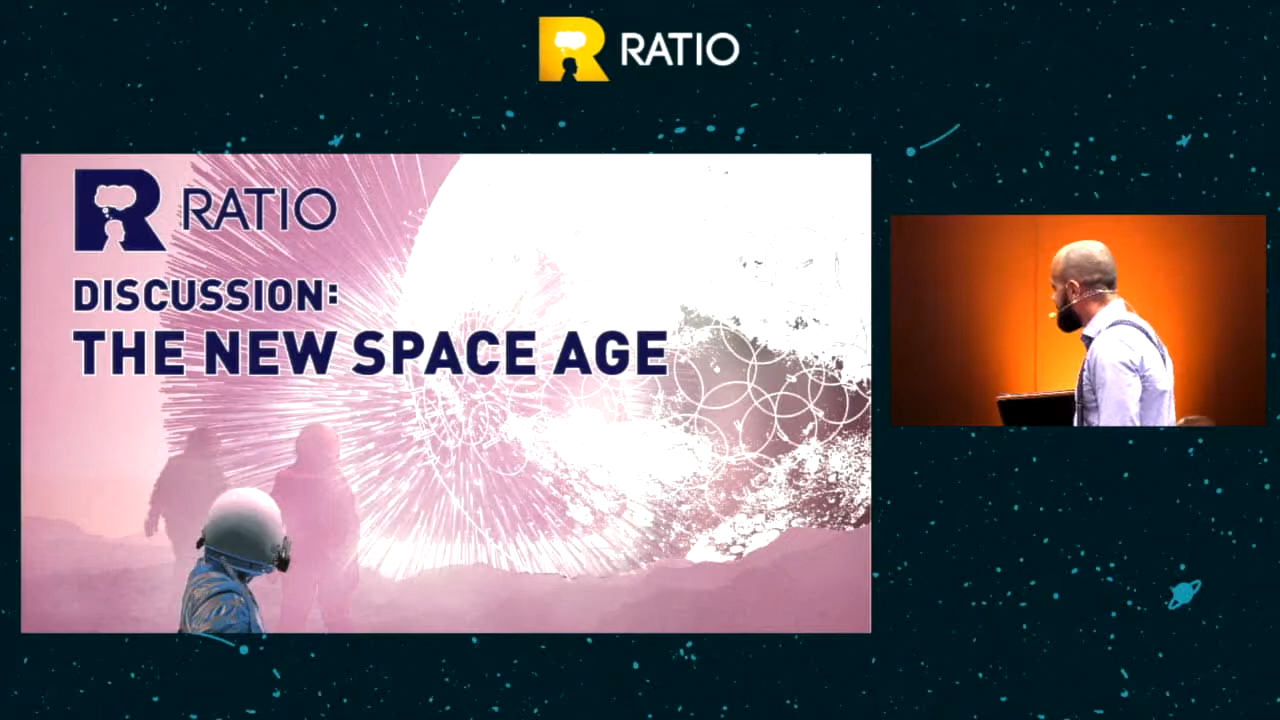 RATIO
RATIO
DISCUSSION:
THE NEW SPACE AGE